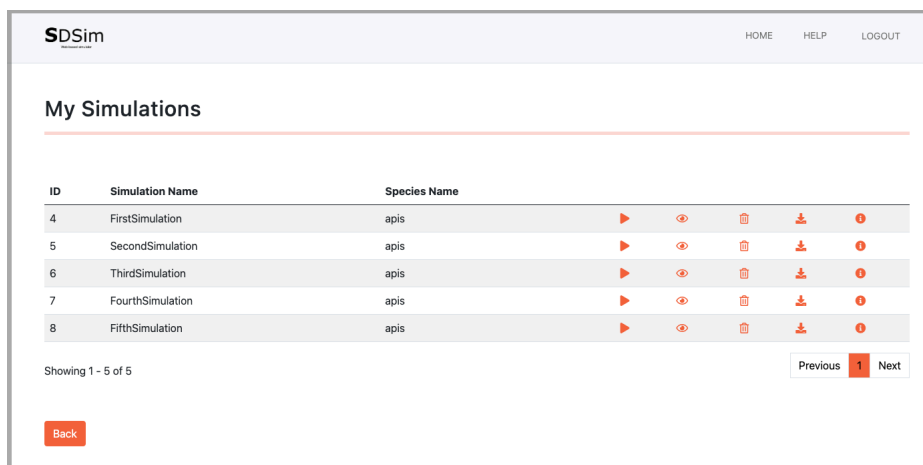 SDSim
HOME HELP LOGOUT
My Simulations
ID Simulation Name Species Name
4 FirstSimulation apis
5 SecondSimulation apis
6 ThirdSimulation apis
7 FourthSimulation apis
8 FifthSimulation apis
Showing 1 - 5 of 5
Previous 1 Next
Back